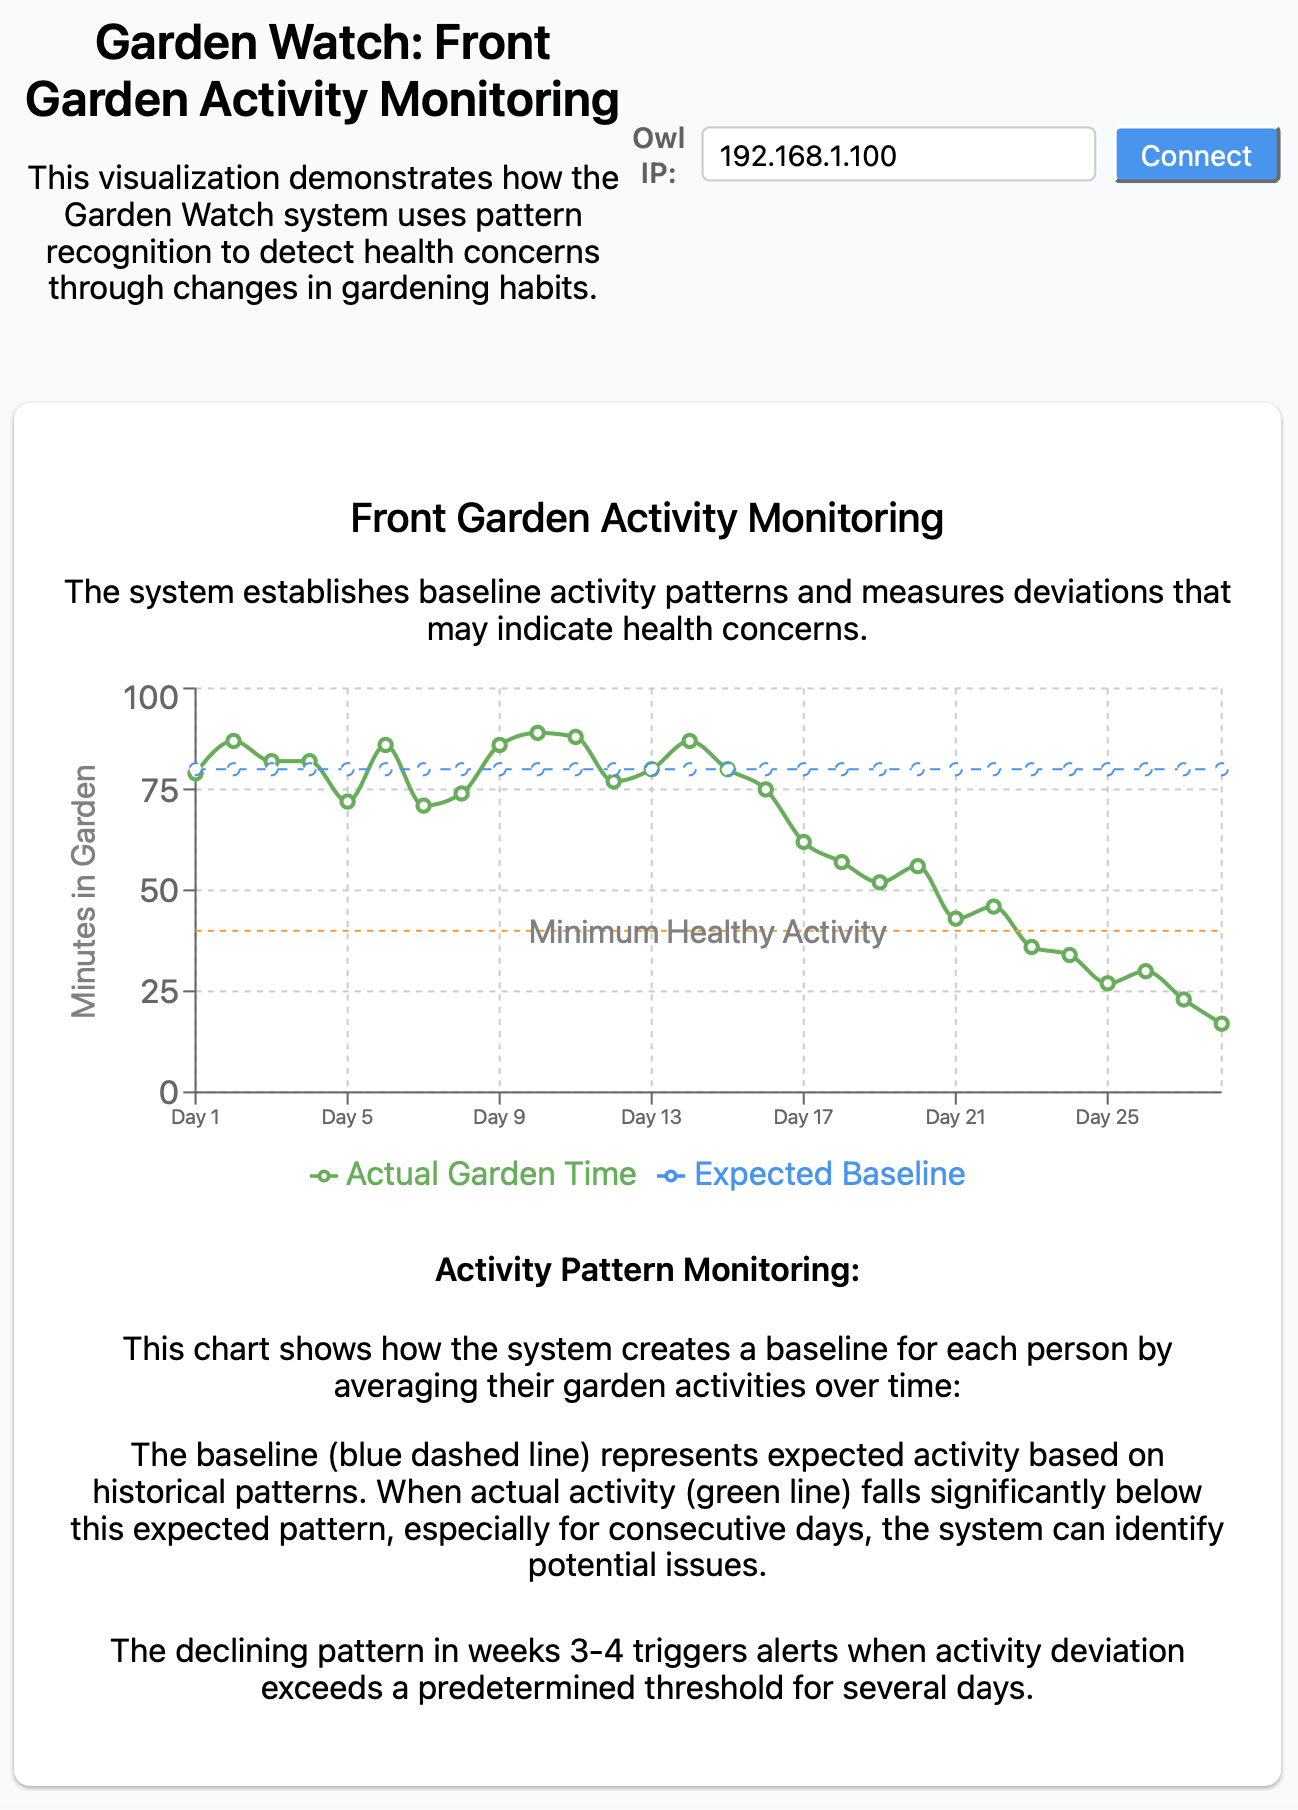 Garden Watch: Front
Garden Activity Monitoring
This visualization demonstrates how the
Garden Watch system uses pattern
recognition to detect health concerns
through changes in gardening habits.
Owl
IP:
192.168.1.100
Connect
Front Garden Activity Monitoring
The system establishes baseline activity patterns and measures deviations that
may indicate health concerns.
Minutes in Garden
100
75
50
25
0
Minimum Healthy Activity
Day 1 Day 5 Day 9 Day 13 Day 17 Day 21 Day 25
Actual Garden Time Expected Baseline
Activity Pattern Monitoring:
This chart shows how the system creates a baseline for each person by
averaging their garden activities over time:
The baseline (blue dashed line) represents expected activity based on
historical patterns. When actual activity (green line) falls significantly below
this expected pattern, especially for consecutive days, the system can identify
potential issues.
The declining pattern in weeks 3-4 triggers alerts when activity deviation
exceeds a predetermined threshold for several days.